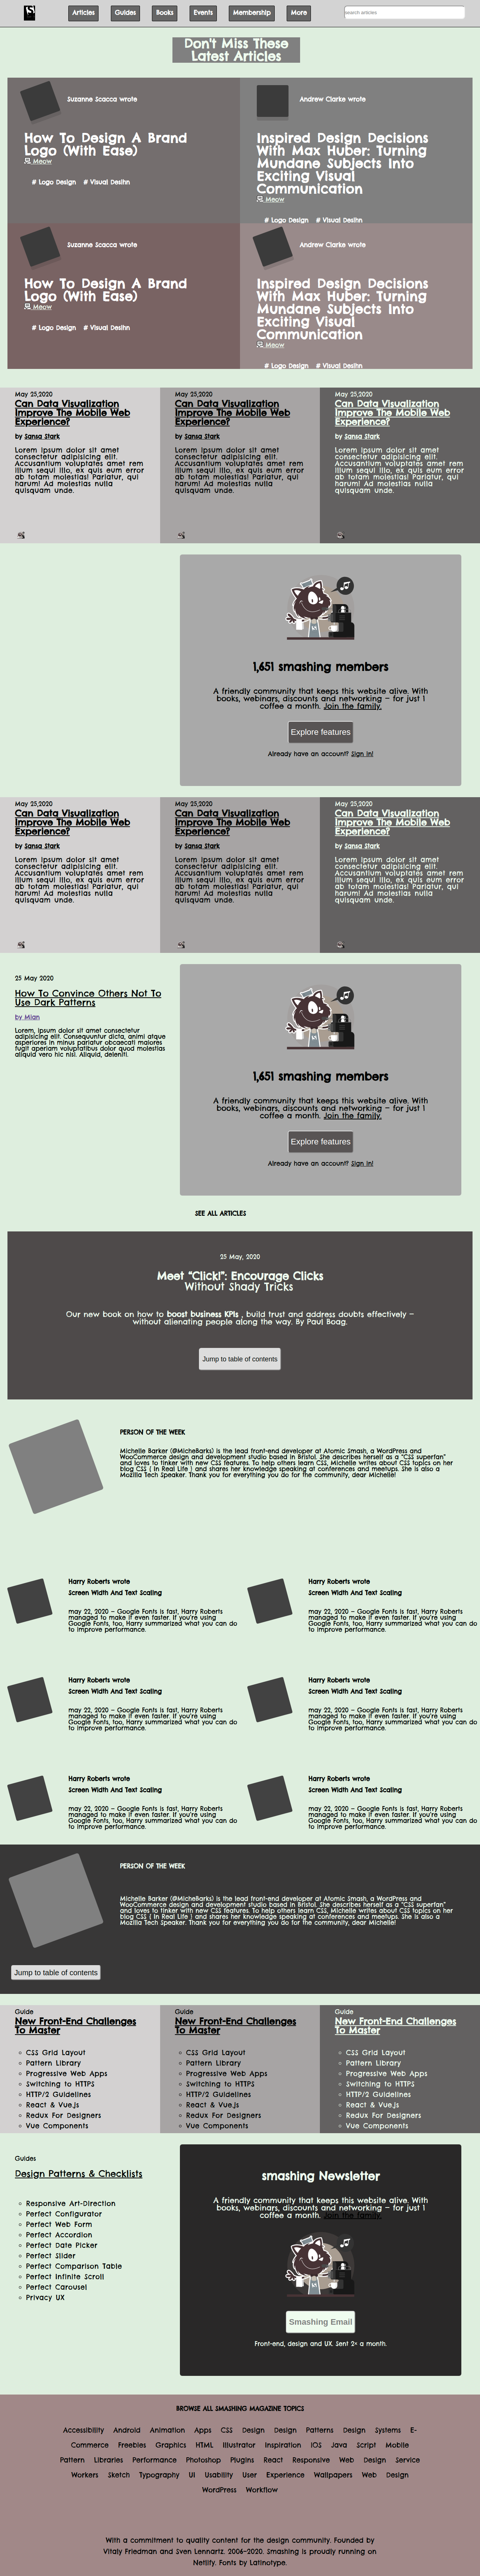 Articles
Guides
Books
Events
Membership
More
search articles
Don't Miss These
Latest Articles
Suzanne Scacca wrote
How To Design A Brand
Logo (With Ease)
Meow
# Logo Design # Visual Desihn
Andrew Clarke wrote
Inspired Design Decisions
With Max Huber: Turning
Mundane Subjects Into
Exciting Visual
Communication
Meow
# Logo Design # Visual Desihn
Suzanne Scacca wrote
How To Design A Brand
Logo (With Ease)
Meow
# Logo Design # Visual Desihn
Andrew Clarke wrote
Inspired Design Decisions
With Max Huber: Turning
Mundane Subjects Into
Exciting Visual
Communication
Meow
# Logo Design # Visual Desihn
May 25,2020
Can Data Visualization
Improve The Mobile Web
Experience?
by Sansa Stark
Lorem ipsum dolor sit amet
consectetur adipisicing elit.
Accusantium voluptates amet rem
illum sequi illo, ex quis eum error
ab totam molestias! Pariatur, qui
harum! Ad molestias nulla
quisquam unde.
May 25,2020
Can Data Visualization
Improve The Mobile Web
Experience?
by Sansa Stark
Lorem ipsum dolor sit amet
consectetur adipisicing elit.
Accusantium voluptates amet rem
illum sequi illo, ex quis eum error
ab totam molestias! Pariatur, qui
harum! Ad molestias nulla
quisquam unde.
May 25,2020
Can Data Visualization
Improve The Mobile Web
Experience?
by Sansa Stark
Lorem ipsum dolor sit amet
consectetur adipisicing elit.
Accusantium voluptates amet rem
illum sequi illo, ex quis eum error
ab totam molestias! Pariatur, qui
harum! Ad molestias nulla
quisquam unde.
1,651 smashing members
A friendly community that keeps this website alive. With
books, webinars, discounts and networking — for just 1
coffee a month. Join the family.
Explore features
Already have an account? Sign in!
May 25,2020
Can Data Visualization
Improve The Mobile Web
Experience?
by Sansa Stark
Lorem ipsum dolor sit amet
consectetur adipisicing elit.
Accusantium voluptates amet rem
illum sequi illo, ex quis eum error
ab totam molestias! Pariatur, qui
harum! Ad molestias nulla
quisquam unde.
May 25,2020
Can Data Visualization
Improve The Mobile Web
Experience?
by Sansa Stark
Lorem ipsum dolor sit amet
consectetur adipisicing elit.
Accusantium voluptates amet rem
illum sequi illo, ex quis eum error
ab totam molestias! Pariatur, qui
harum! Ad molestias nulla
quisquam unde.
May 25,2020
Can Data Visualization
Improve The Mobile Web
Experience?
by Sansa Stark
Lorem ipsum dolor sit amet
consectetur adipisicing elit.
Accusantium voluptates amet rem
illum sequi illo, ex quis eum error
ab totam molestias! Pariatur, qui
harum! Ad molestias nulla
quisquam unde.
25 May 2020
How To Convince Others Not To
Use Dark Patterns
by Mian
Lorem, ipsum dolor sit amet consectetur
adipisicing elit. Consequuntur dicta, animi atque
asperiores in minus pariatur obcaecati maiores
fugit aperiam voluptatibus dolor quod molestias
aliquid vero hic nisi. Aliquid, deleniti.
1,651 smashing members
A friendly community that keeps this website alive. With
books, webinars, discounts and networking — for just 1
coffee a month. Join the family.
Explore features
Already have an account? Sign in!
SEE ALL ARTICLES
25 May, 2020
Meet “Click!”: Encourage Clicks
Without Shady Tricks
Our new book on how to boost business KPIs , build trust and address doubts effectively —
without alienating people along the way. By Paul Boag.
Jump to table of contents
PERSON OF THE WEEK
Michelle Barker (@MicheBarks) is the lead front-end developer at Atomic Smash, a WordPress and
WooCommerce design and development studio based in Bristol. She describes herself as a “CSS superfan”
and loves to tinker with new CSS features. To help others learn CSS, Michelle writes about CSS topics on her
blog CSS { In Real Life } and shares her knowledge speaking at conferences and meetups. She is also a
Mozilla Tech Speaker. Thank you for everything you do for the community, dear Michelle!
Harry Roberts wrote
Screen Width And Text Scaling
may 22, 2020 — Google Fonts is fast, Harry Roberts
managed to make if even faster. If you're using
Google Fonts, too, Harry summarized what you can do
to improve performance.
Harry Roberts wrote
Screen Width And Text Scaling
may 22, 2020 — Google Fonts is fast, Harry Roberts
managed to make if even faster. If you're using
Google Fonts, too, Harry summarized what you can do
to improve performance.
Harry Roberts wrote
Screen Width And Text Scaling
may 22, 2020 — Google Fonts is fast, Harry Roberts
managed to make if even faster. If you're using
Google Fonts, too, Harry summarized what you can do
to improve performance.
Harry Roberts wrote
Screen Width And Text Scaling
may 22, 2020 — Google Fonts is fast, Harry Roberts
managed to make if even faster. If you're using
Google Fonts, too, Harry summarized what you can do
to improve performance.
Harry Roberts wrote
Screen Width And Text Scaling
may 22, 2020 — Google Fonts is fast, Harry Roberts
managed to make if even faster. If you're using
Google Fonts, too, Harry summarized what you can do
to improve performance.
Harry Roberts wrote
Screen Width And Text Scaling
may 22, 2020 — Google Fonts is fast, Harry Roberts
managed to make if even faster. If you're using
Google Fonts, too, Harry summarized what you can do
to improve performance.
PERSON OF THE WEEK
Michelle Barker (@MicheBarks) is the lead front-end developer at Atomic Smash, a WordPress and
WooCommerce design and development studio based in Bristol. She describes herself as a “CSS superfan”
and loves to tinker with new CSS features. To help others learn CSS, Michelle writes about CSS topics on her
blog CSS { In Real Life } and shares her knowledge speaking at conferences and meetups. She is also a
Mozilla Tech Speaker. Thank you for everything you do for the community, dear Michelle!
Jump to table of contents
Guide
New Front-End Challenges
To Master
CSS Grid Layout
Pattern Library
Progressive Web Apps
Switching to HTTPS
HTTP/2 Guidelines
React & Vue.js
Redux For Designers
Vue Components
Guide
New Front-End Challenges
To Master
CSS Grid Layout
Pattern Library
Progressive Web Apps
Switching to HTTPS
HTTP/2 Guidelines
React & Vue.js
Redux For Designers
Vue Components
Guide
New Front-End Challenges
To Master
CSS Grid Layout
Pattern Library
Progressive Web Apps
Switching to HTTPS
HTTP/2 Guidelines
React & Vue.js
Redux For Designers
Vue Components
Guides
Design Patterns & Checklists
Responsive Art-Direction
Perfect Configurator
Perfect Web Form
Perfect Accordion
Perfect Date Picker
Perfect Slider
Perfect Comparison Table
Perfect Infinite Scroll
Perfect Carousel
Privacy UX
smashing Newsletter
A friendly community that keeps this website alive. With
books, webinars, discounts and networking — for just 1
coffee a month. Join the family.
Smashing Email
Front-end, design and UX. Sent 2× a month.
BROWSE ALL SMASHING MAGAZINE TOPICS
Accessibility Android Animation Apps CSS Design Design Patterns Design Systems E-
Commerce Freebies Graphics HTML Illustrator Inspiration iOS Java Script Mobile
Pattern Libraries Performance Photoshop Plugins React Responsive Web Design Service
Workers Sketch Typography UI Usability User Experience Wallpapers Web Design
WordPress Workflow
With a commitment to quality content for the design community. Founded by
Vitaly Friedman and Sven Lennartz. 2006–2020. Smashing is proudly running on
Netlify. Fonts by Latinotype.